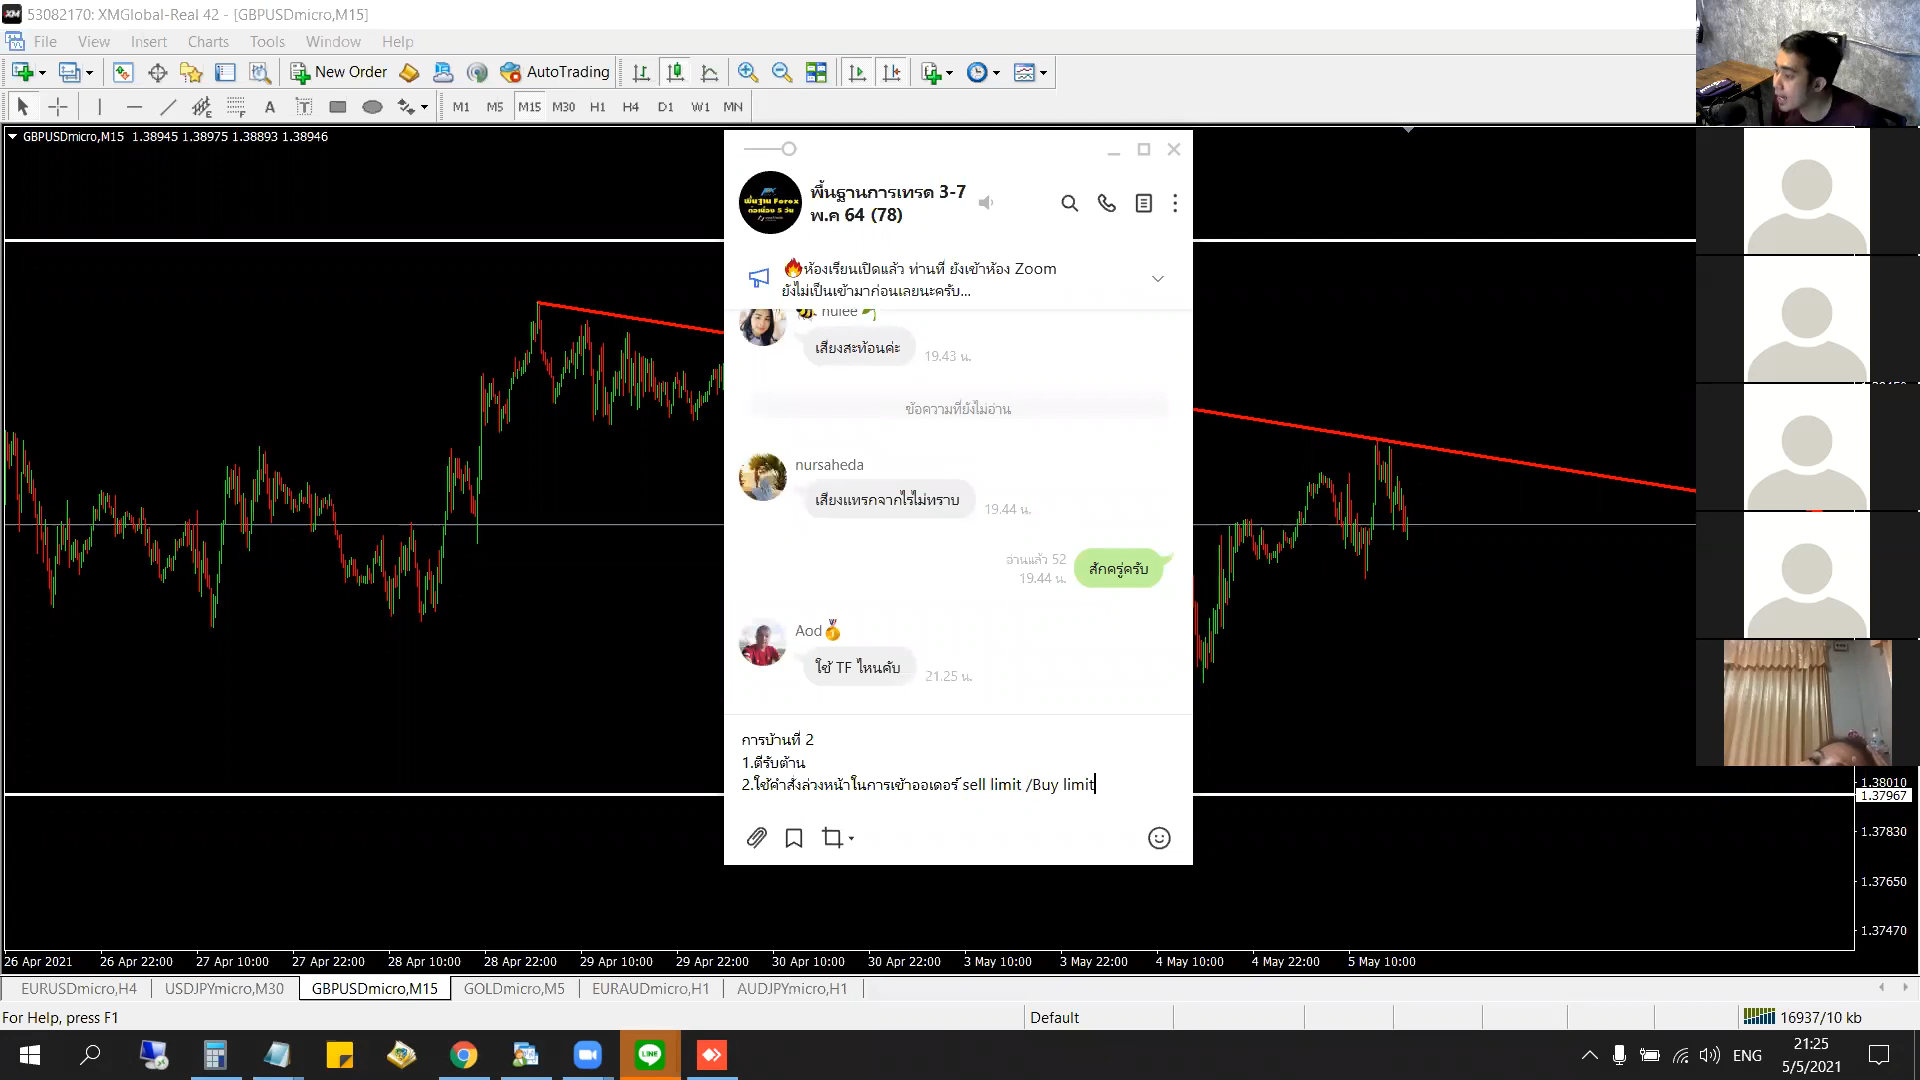 53082170: XMGlobal-Real 42 - [GBPUSDmicro,M15]
File View Insert Charts Tools Window Help
New Order AutoTrading
M1 M5 M15 M30 H1 H4 D1 W1 MN
GBPUSDmicro,M15 1.38945 1.38975 1.38893 1.38946
พื้นฐาน Forex
ต่อเนื่อง 5 วัน
พื้นฐานการเทรด 3-7
พ.ค 64 (78)
🔥ห้องเรียนเปิดแล้ว ท่านที่ ยังเข้าห้อง Zoom
ยังไม่เป็นเข้ามาก่อนเลยนะครับ...
เสียงสะท้อนค่ะ
19.43 น.
ข้อความที่ยังไม่อ่าน
nursaheda
เสียงแทรกจากไรไม่ทราบ
19.44 น.
อ่านแล้ว 52
19.44 น.
สักครู่ครับ
Aod🏅
ใช้ TF ไหนคับ
21.25 น.
การบ้านที่ 2
1.ตีรับต้าน
2.ใช้คำสั่งล่วงหน้าในการเข้าออเดอร์ sell limit /Buy limit
1.38010
1.37967
1.37830
1.37650
1.37470
26 Apr 2021 26 Apr 22:00 27 Apr 10:00 27 Apr 22:00 28 Apr 10:00 28 Apr 22:00 29 Apr 10:00 29 Apr 22:00 30 Apr 10:00 30 Apr 22:00 3 May 10:00 3 May 22:00 4 May 10:00 4 May 22:00 5 May 10:00
EURUSDmicro,H4 USDJPYmicro,M30 GBPUSDmicro,M15 GOLDmicro,M5 EURAUDmicro,H1 AUDJPYmicro,H1
For Help, press F1 Default 16937/10 kb
LINE
ENG
21:25
5/5/2021